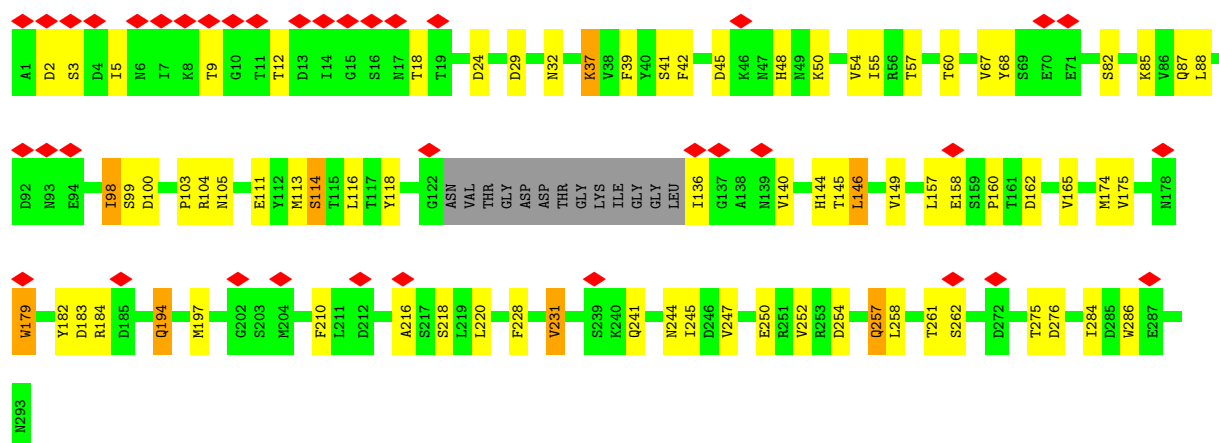 A1 D2 S3 D4 I5 N6 I7 K8 T9 G10 T11 T12 D13 I14 G15 S16 N17 T18 T19 D24 D29 N32 K37 V38 F39 Y40 S41 F42 D45 K46 N47 H48 N49 K50 V54 I55 R56 T57 T60 V67 Y68 S69 E70 E71 S82 K85 V86 Q87 L88
D92 N93 E94 I98 S99 D100 P103 R104 N105 E111 Y112 M113 S114 T115 L116 T117 Y118 G122 ASN VAL THR GLY ASP ASP THR GLY LYS ILE GLY GLY LEU I136 G137 A138 N139 V140 H144 T145 L146 V149 L157 E158 S159 P160 T161 D162 V165 M174 V175 N178
W179 Y182 D183 R184 D185 Q194 M197 G202 S203 M204 F210 L211 D212 A216 S217 S218 L219 L220 F228 V231 S239 K240 Q241 N244 I245 D246 V247 E250 R251 V252 R253 D254 Q257 L258 T261 S262 D272 T275 D276 I284 D285 W286 E287
N293